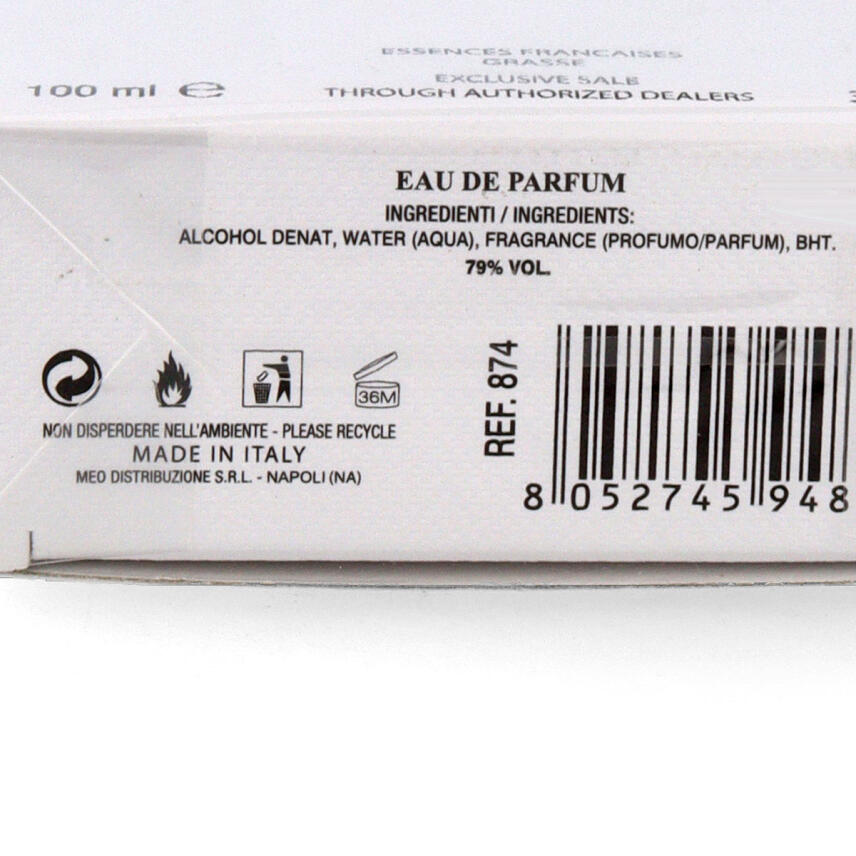 ESSENCES FRANCAISES
GRASSE
EXCLUSIVE SALE
THROUGH AUTHORIZED DEALERS
100 ml ℮
EAU DE PARFUM
INGREDIENTI / INGREDIENTS:
ALCOHOL DENAT, WATER (AQUA), FRAGRANCE (PROFUMO/PARFUM), BHT.
79% VOL.
36M
NON DISPERDERE NELL'AMBIENTE - PLEASE RECYCLE
MADE IN ITALY
MEO DISTRIBUZIONE S.R.L. - NAPOLI (NA)
REF. 874
8 052745 948